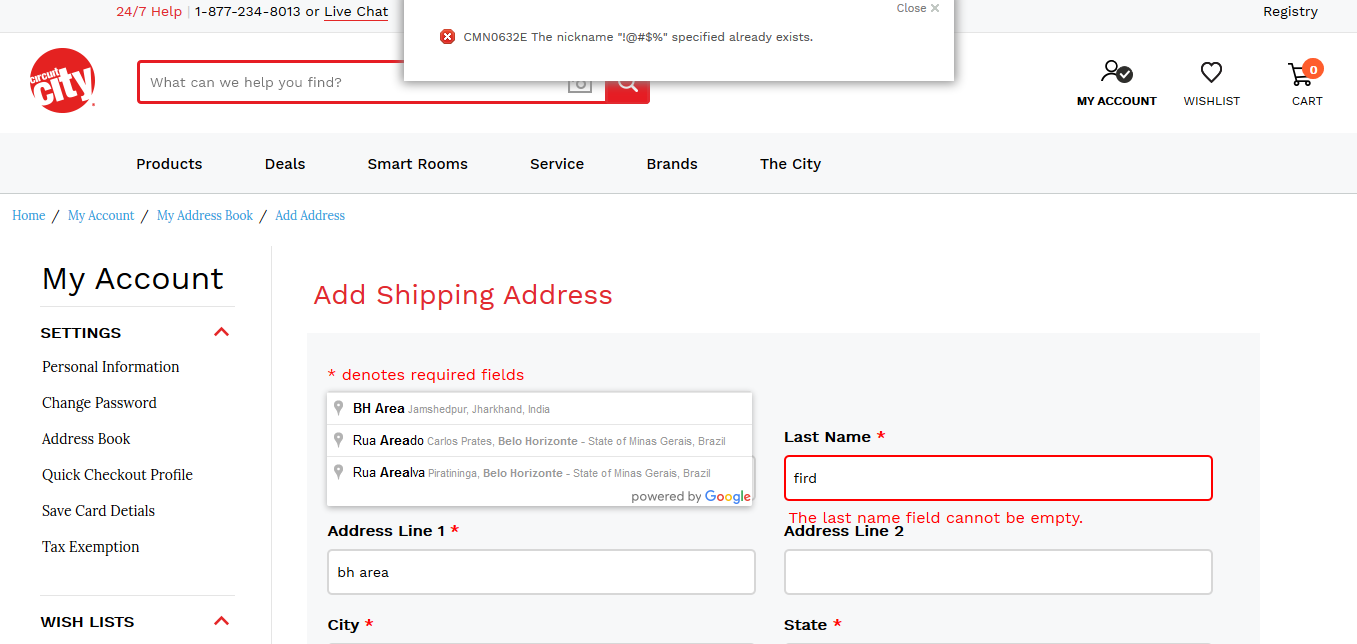 24/7 Help | 1-877-234-8013 or Live Chat
Close ×
Registry
CMN0632E The nickname "!@#$%" specified already exists.
circuit
city
What can we help you find?
MY ACCOUNT
WISHLIST
0
CART
Products Deals Smart Rooms Service Brands The City
Home / My Account / My Address Book / Add Address
My Account
SETTINGS
Personal Information
Change Password
Address Book
Quick Checkout Profile
Save Card Detials
Tax Exemption
WISH LISTS
Add Shipping Address
* denotes required fields
BH Area Jamshedpur, Jharkhand, India
Rua Areado Carlos Prates, Belo Horizonte - State of Minas Gerais, Brazil
Rua Arealva Piratininga, Belo Horizonte - State of Minas Gerais, Brazil
powered by Google
Last Name *
fird
The last name field cannot be empty.
Address Line 1 *
bh area
Address Line 2
City *
State *